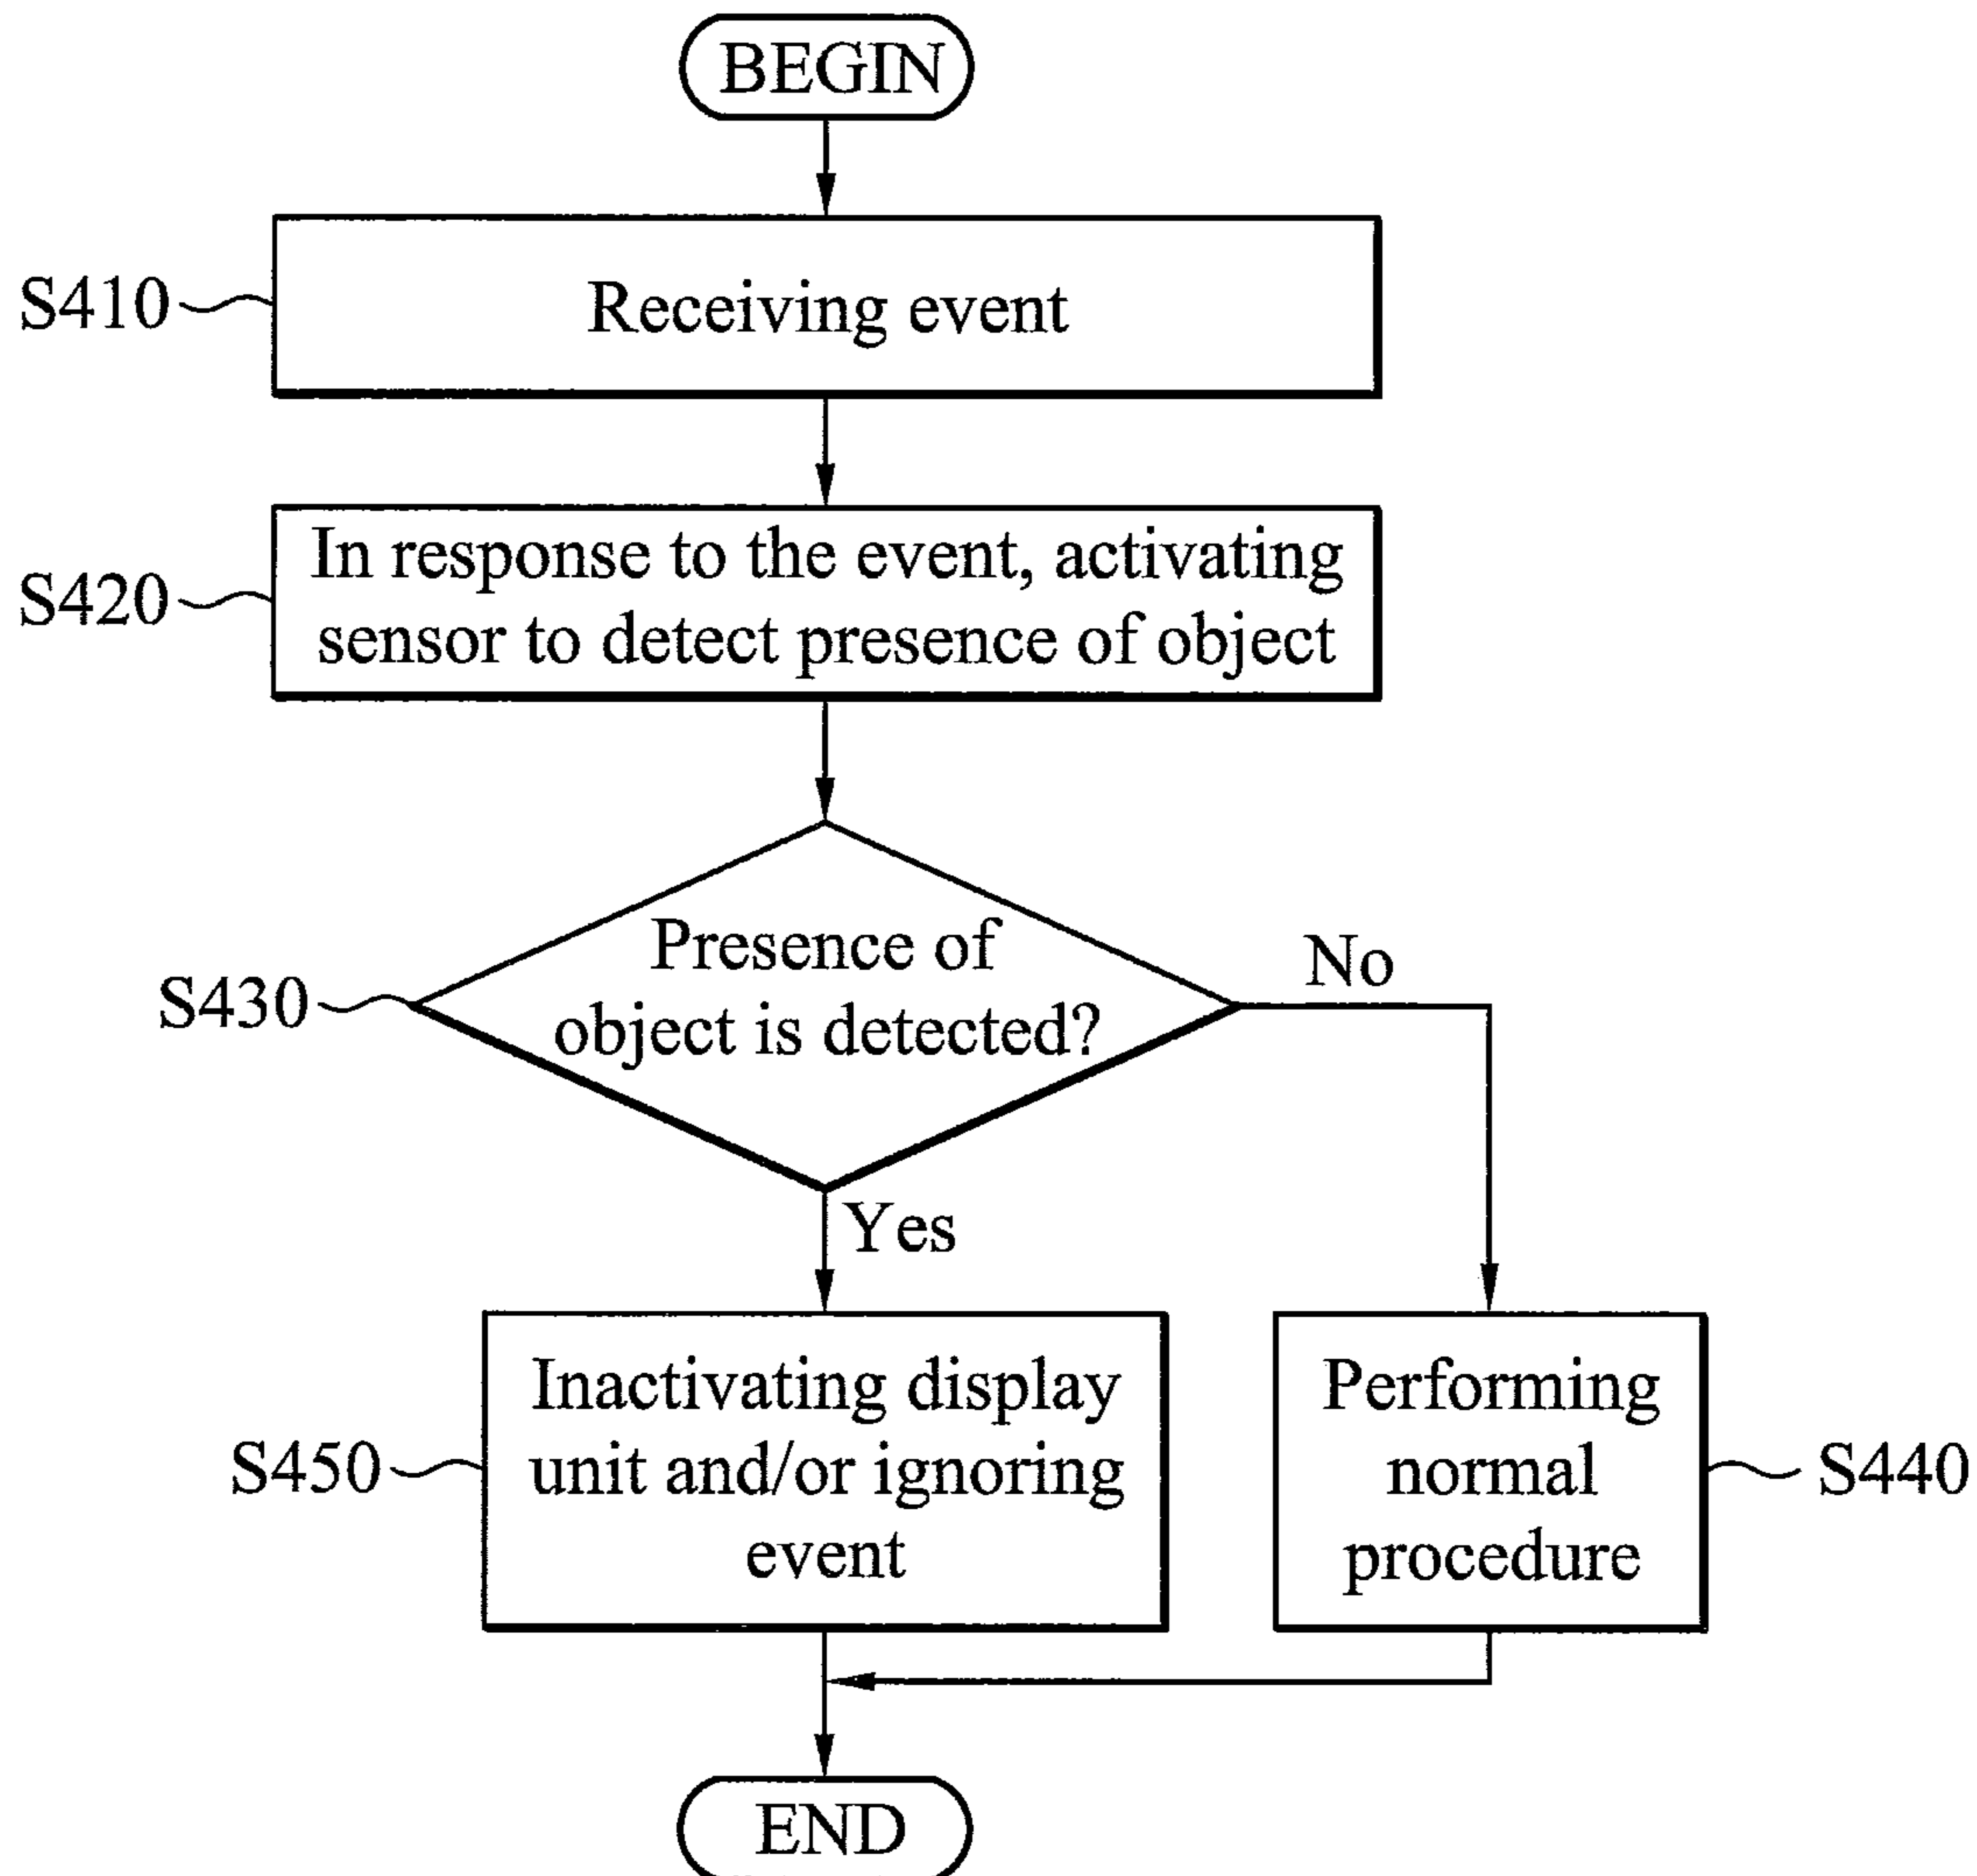 BEGIN
S410
Receiving event
S420
In response to the event, activating
sensor to detect presence of object
S430
Presence of
object is detected?
No
Yes
S450
Inactivating display
unit and/or ignoring
event
Performing
normal
procedure
S440
END